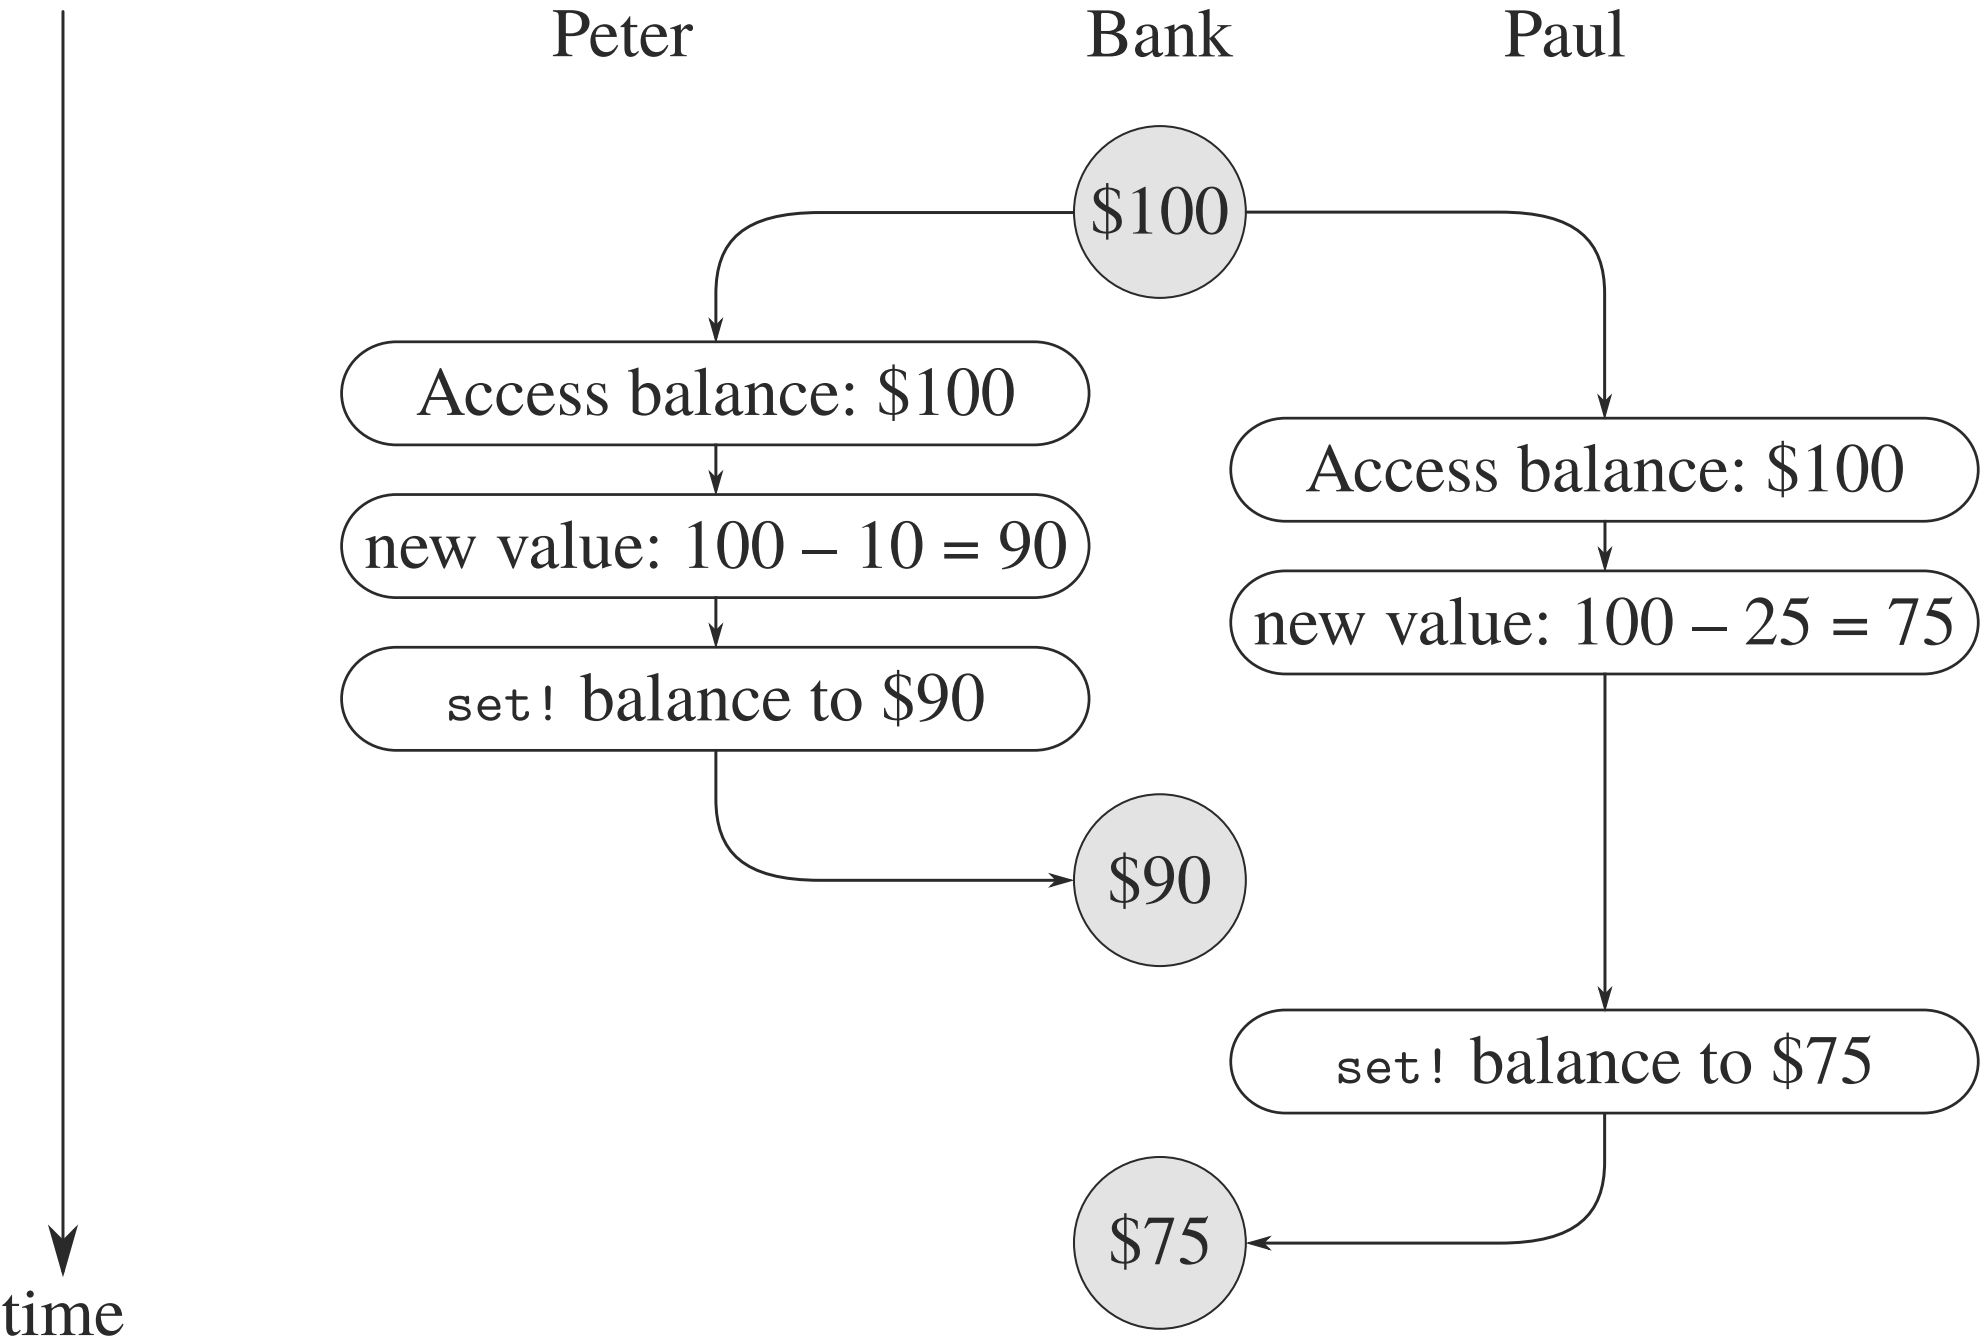 Peter Bank Paul
$100
Access balance: $100
Access balance: $100
new value: 100 – 10 = 90
new value: 100 – 25 = 75
set! balance to $90
$90
set! balance to $75
$75
time